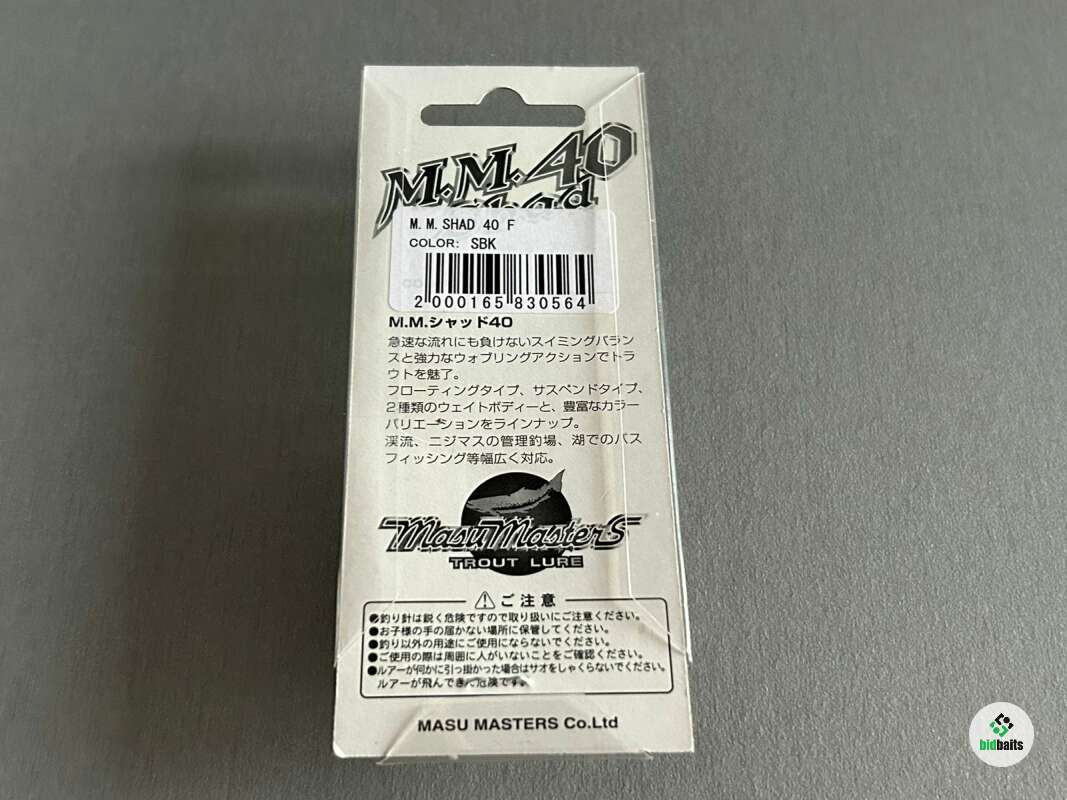 M.M.40
shad
M.M.SHAD 40 F
COLOR: SBK
2 000165 830564
M.M.シャッド40
急速な流れにも負けないスイミングバラン
スと強力なウォブリングアクションでトラ
ウトを魅了。
フローティングタイプ、サスペンドタイプ、
2種類のウェイトボディーと、豊富なカラー
バリエーションをラインナップ。
渓流、ニジマスの管理釣場、湖でのバス
フィッシング等幅広く対応。
MasuMasterS
TROUT LURE
ご注意
●釣り針は鋭く危険ですので取り扱いにご注意ください。
●お子様の手の届かない場所に保管してください。
●釣り以外の用途にご使用にならないでください。
●ご使用の際は周囲に人がいないことをご確認ください。
●ルアーが何かに引っ掛かった場合はサオをしゃくらないでください。
ルアーが飛んできん危険です。
MASU MASTERS Co.Ltd
bidbaits